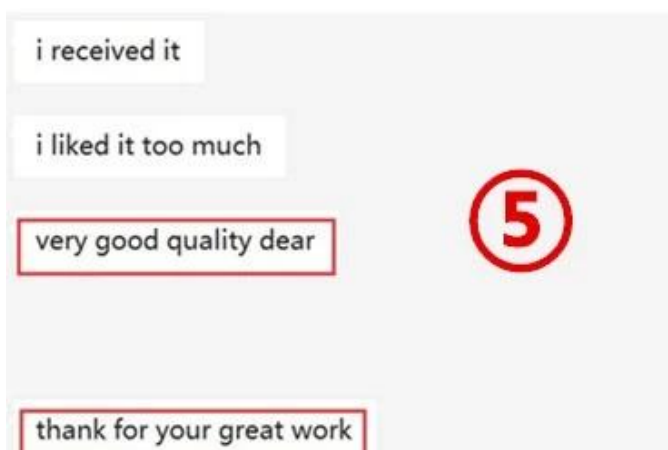 i received it
i liked it too much
very good quality dear
⑤
thank for your great work